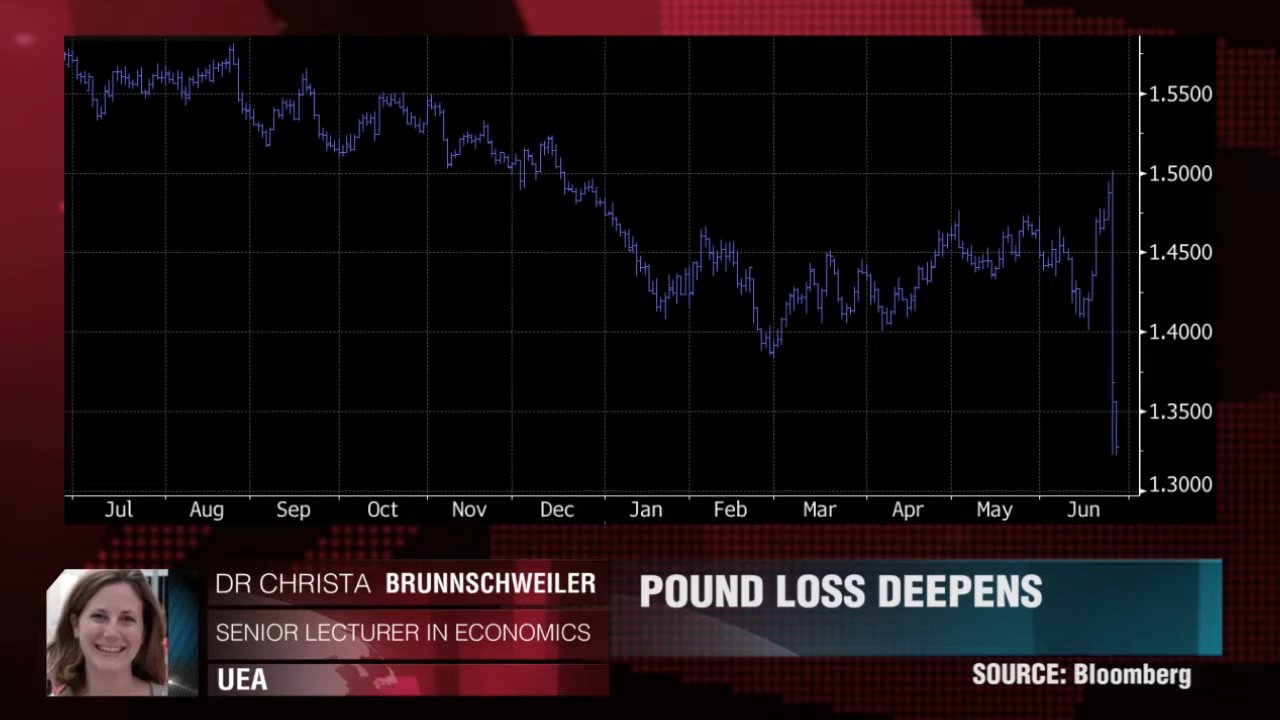 1.5500
1.5000
1.4500
1.4000
1.3500
1.3000
Jul Aug Sep Oct Nov Dec Jan Feb Mar Apr May Jun
DR CHRISTA BRUNNSCHWEILER
SENIOR LECTURER IN ECONOMICS
UEA
POUND LOSS DEEPENS
SOURCE: Bloomberg